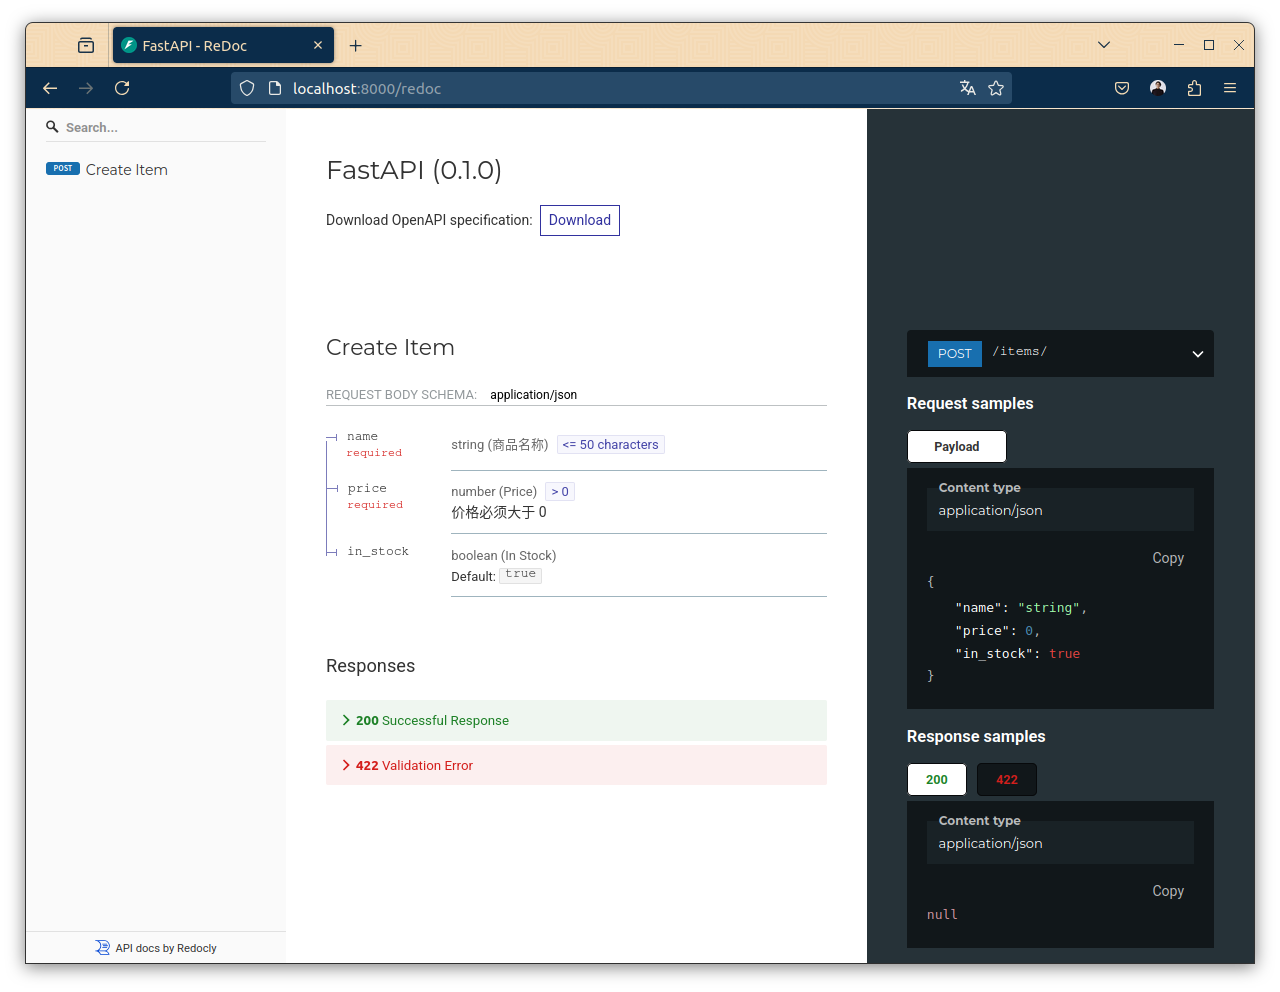 FastAPI - ReDoc
localhost:8000/redoc
Search...
POST Create Item
API docs by Redocly
FastAPI (0.1.0)
Download OpenAPI specification: Download
Create Item
REQUEST BODY SCHEMA: application/json
name
required
string (商品名称) <= 50 characters
price
required
number (Price) > 0
价格必须大于 0
in_stock
boolean (In Stock)
Default: true
Responses
200 Successful Response
422 Validation Error
POST /items/
Request samples
Payload
Content type
application/json
Copy
{
"name": "string",
"price": 0,
"in_stock": true
}
Response samples
200 422
Content type
application/json
Copy
null